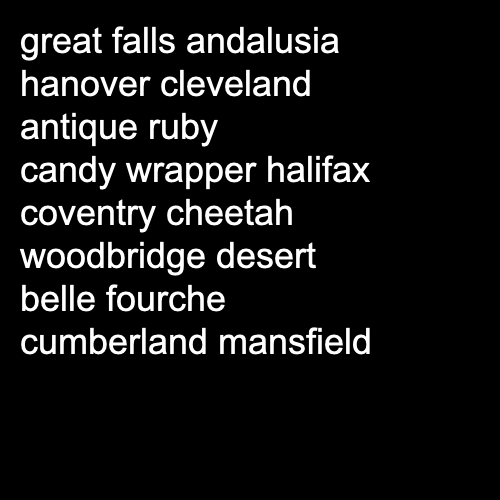 great falls andalusia
hanover cleveland
antique ruby
candy wrapper halifax
coventry cheetah
woodbridge desert
belle fourche
cumberland mansfield